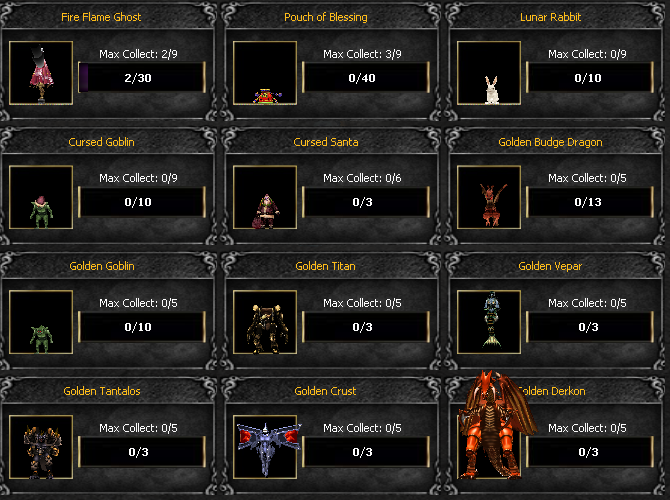 Fire Flame Ghost
Max Collect: 2/9
2/30
Pouch of Blessing
Max Collect: 3/9
0/40
Lunar Rabbit
Max Collect: 0/9
0/10
Cursed Goblin
Max Collect: 0/9
0/10
Cursed Santa
Max Collect: 0/6
0/3
Golden Budge Dragon
Max Collect: 0/5
0/13
Golden Goblin
Max Collect: 0/5
0/10
Golden Titan
Max Collect: 0/5
0/3
Golden Vepar
Max Collect: 0/5
0/3
Golden Tantalos
Max Collect: 0/5
0/3
Golden Crust
Max Collect: 0/5
0/3
Golden Derkon
Max Collect: 0/5
0/3